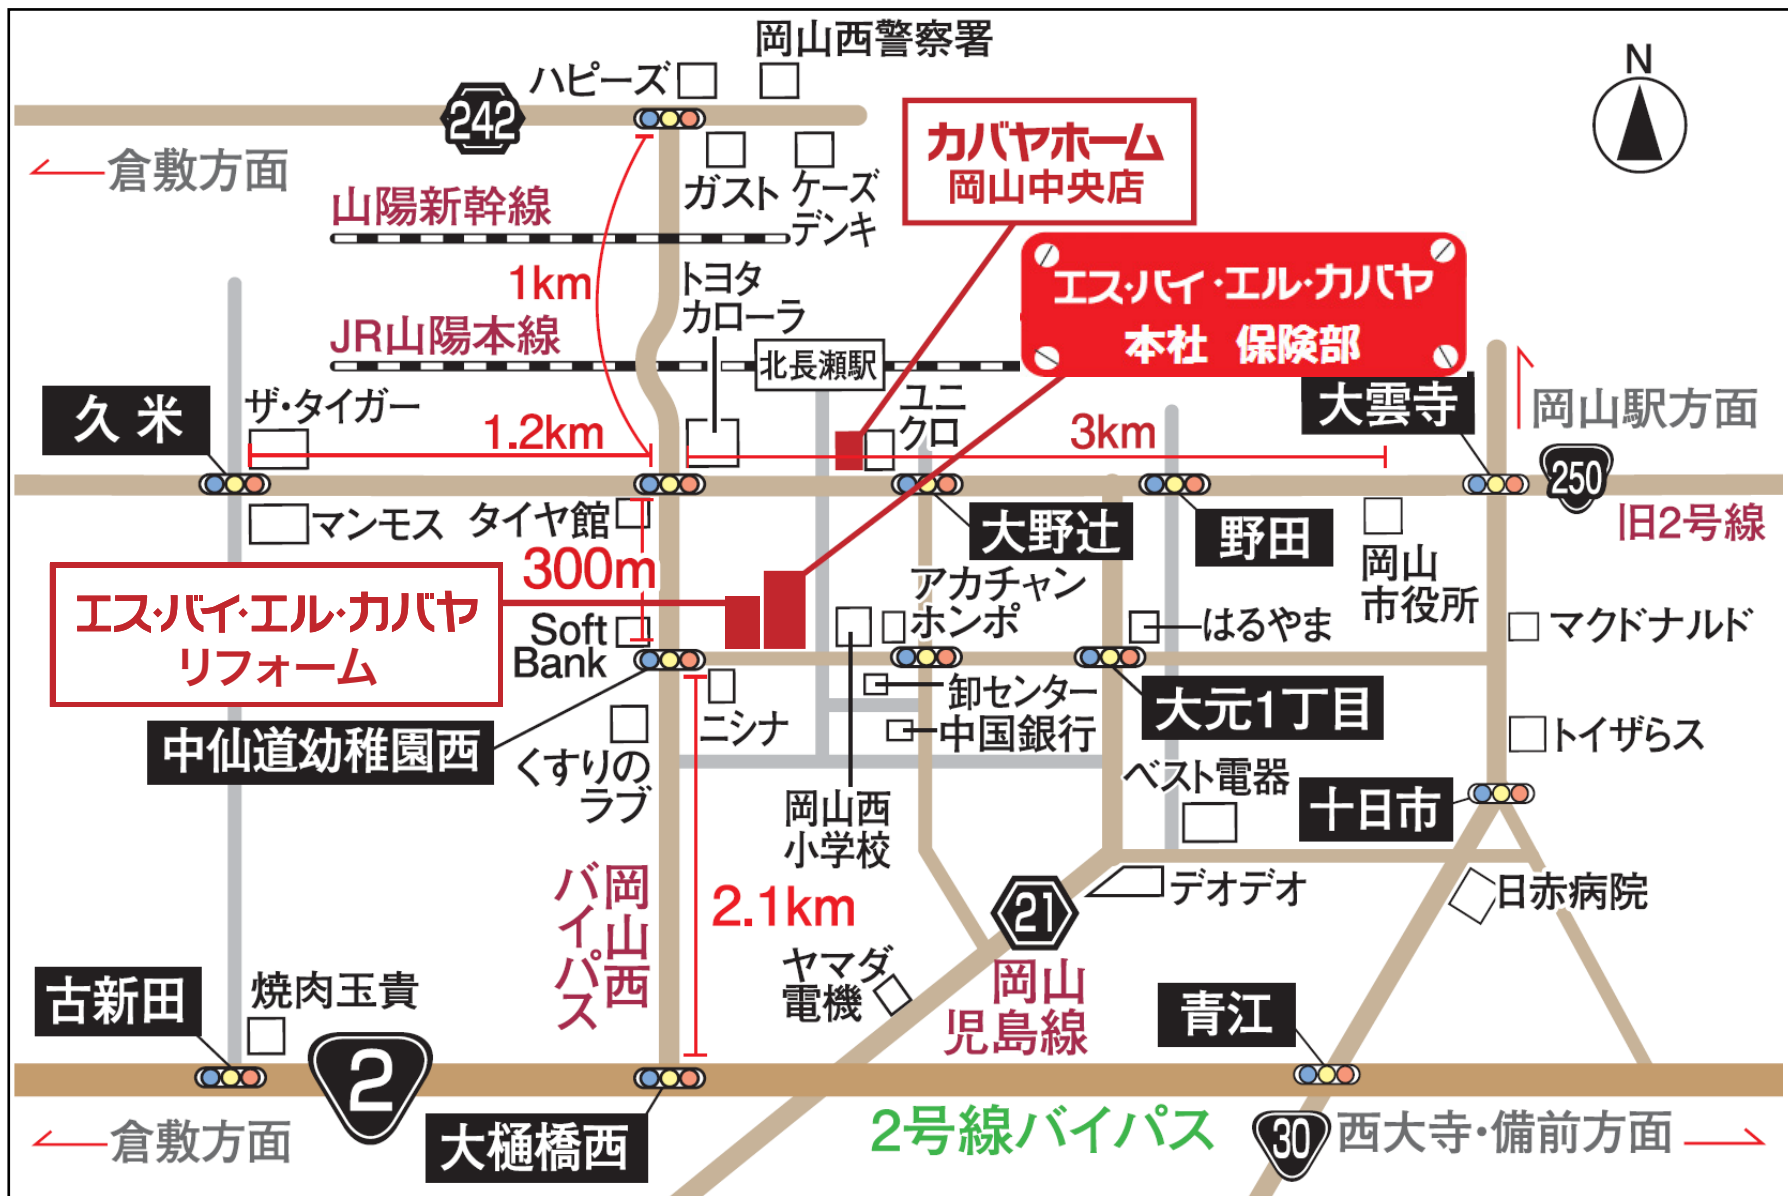 岡山西警察署
ハピーズ
N
242
倉敷方面
ガスト
ケーズ
デンキ
カバヤホーム
岡山中央店
山陽新幹線
1km
トヨタ
カローラ
エス・バイ・エル・カバヤ
本社 保険部
JR山陽本線
北長瀬駅
久米
ザ・タイガー
1.2km
ユニ
クロ
3km
大雲寺
岡山駅方面
250
旧2号線
マンモス
タイヤ館
大野辻
野田
岡山
市役所
300m
エス・バイ・エル・カバヤ
リフォーム
Soft
Bank
アカチャン
ホンポ
はるやま
マクドナルド
中仙道幼稚園西
ニシナ
卸センター
中国銀行
大元1丁目
トイザらス
くすりの
ラブ
岡山西
小学校
ベスト電器
十日市
岡山西
バイパス
2.1km
21
岡山
児島線
デオデオ
日赤病院
ヤマダ
電機
古新田
焼肉玉貴
青江
2
倉敷方面
大樋橋西
2号線バイパス
30
西大寺・備前方面